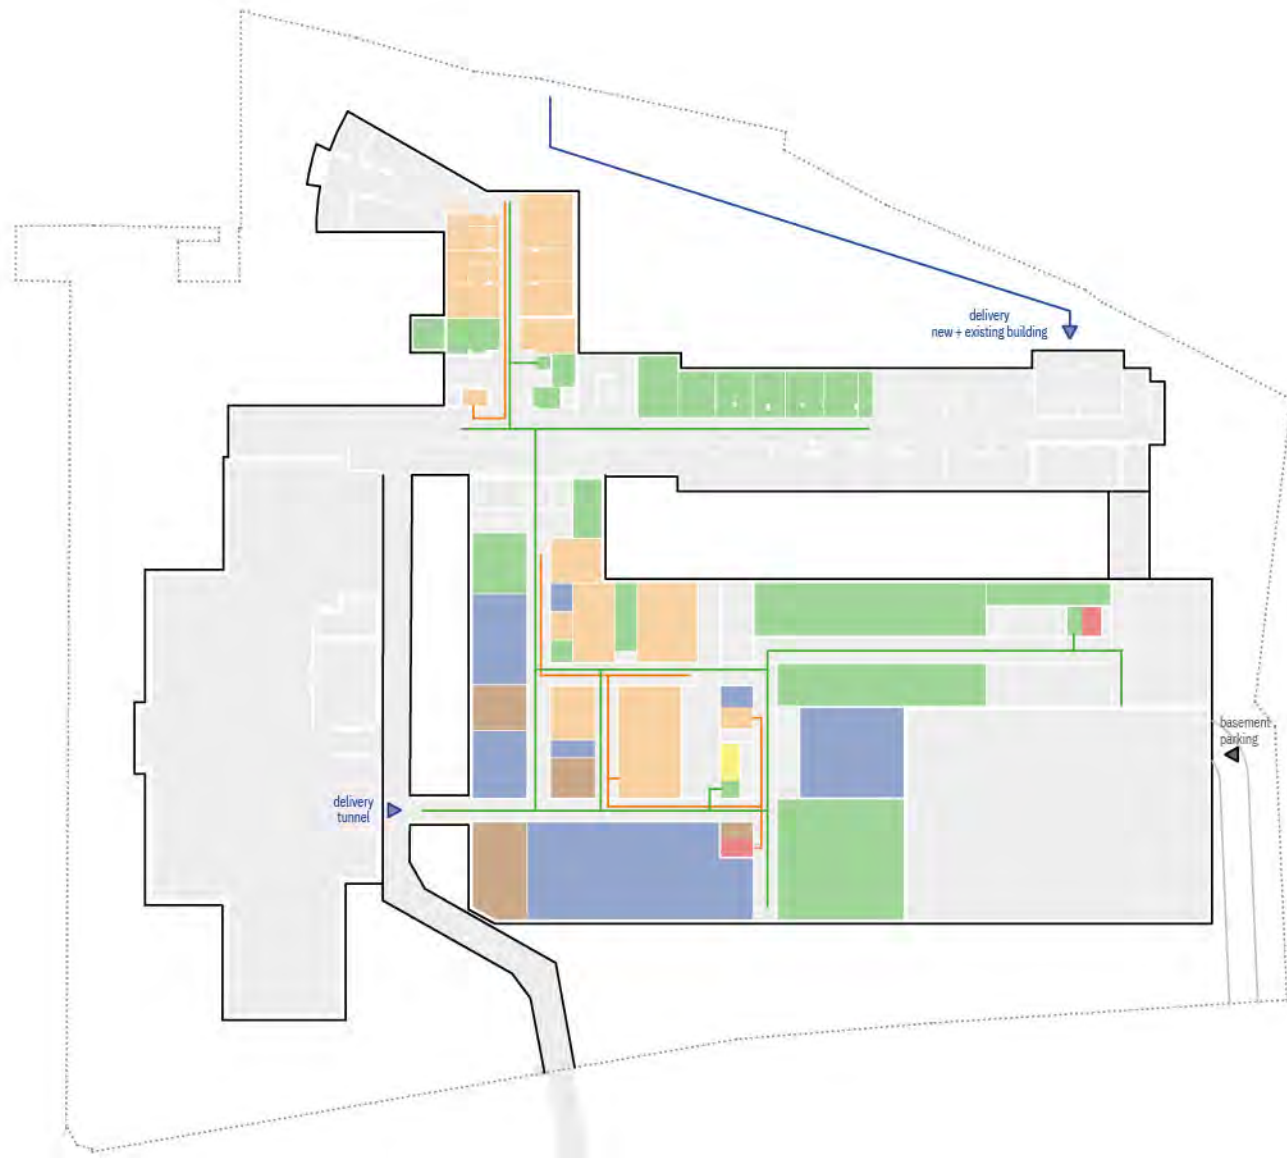 delivery
new + existing building
basement
parking
delivery
tunnel